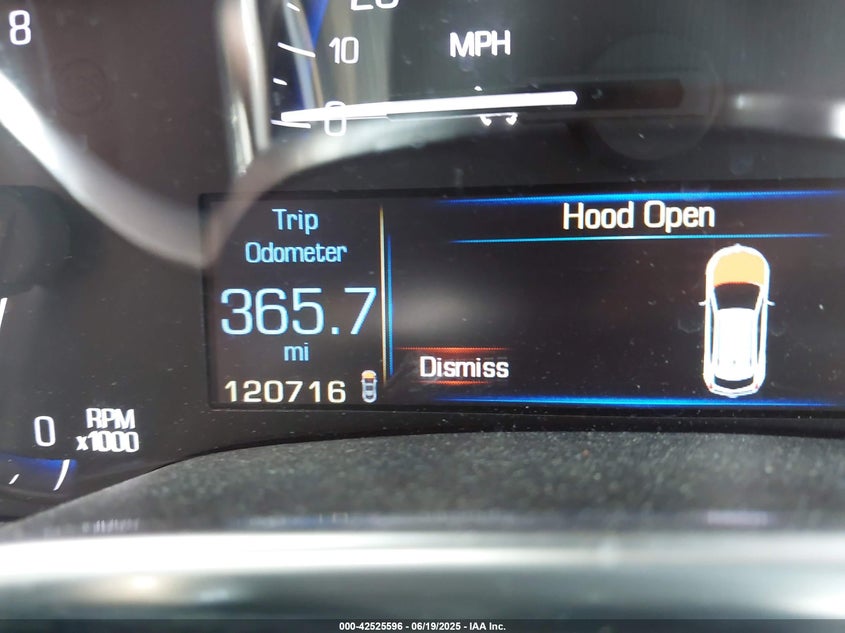 8
10
MPH
0
Trip
Odometer
365.7
mi
120716
Hood Open
Dismiss
0
RPM
x1000
000-42525596 - 06/19/2025 - IAA Inc.